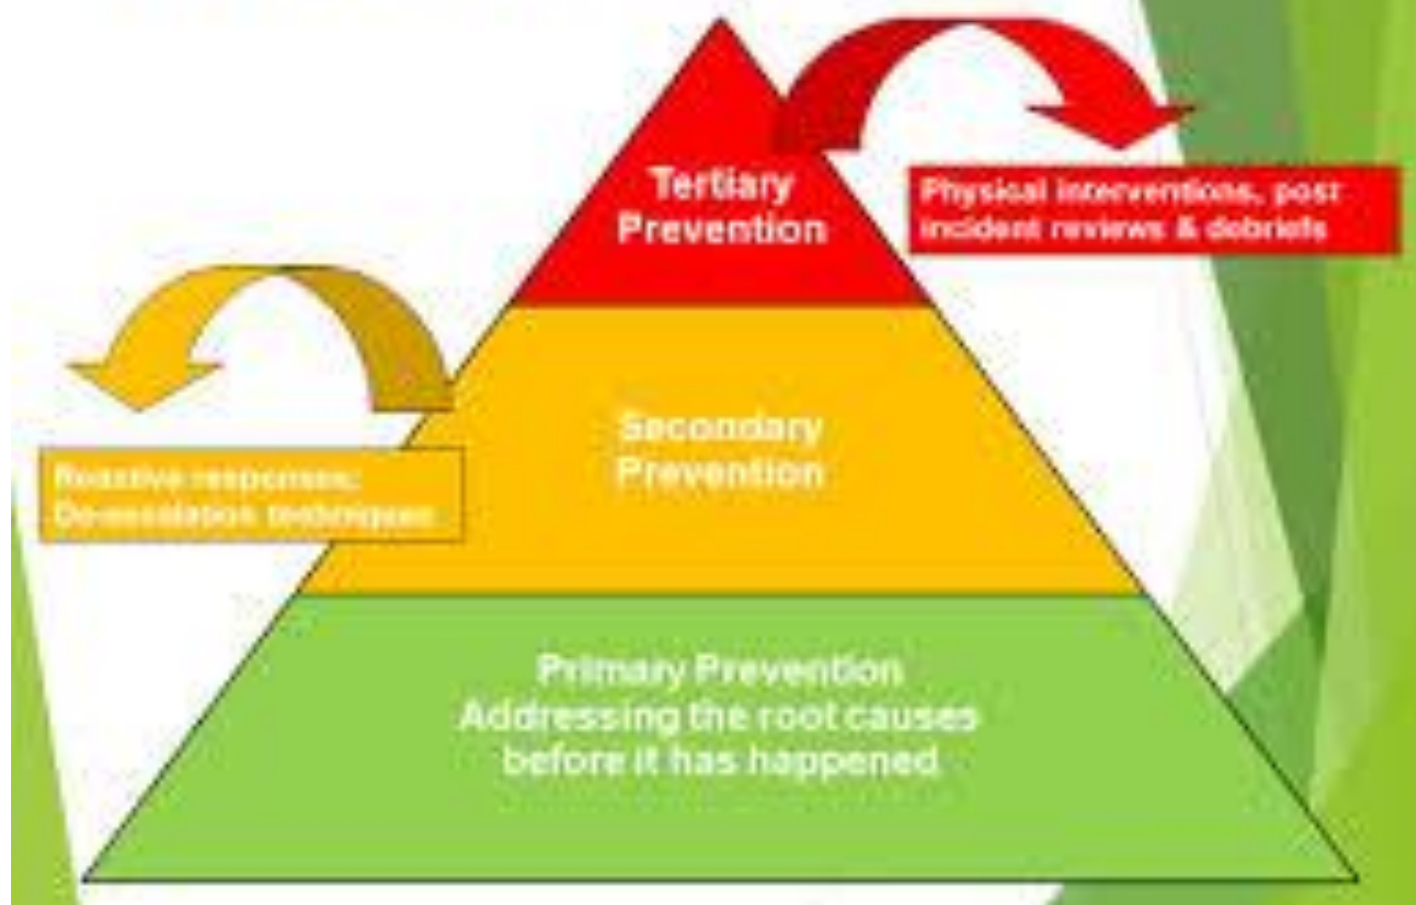 Tertiary
Prevention
Physical interventions, post
incident reviews & debriefs
Secondary
Prevention
Reactive responses:
De-escalation techniques
Primary Prevention
Addressing the root causes
before it has happened